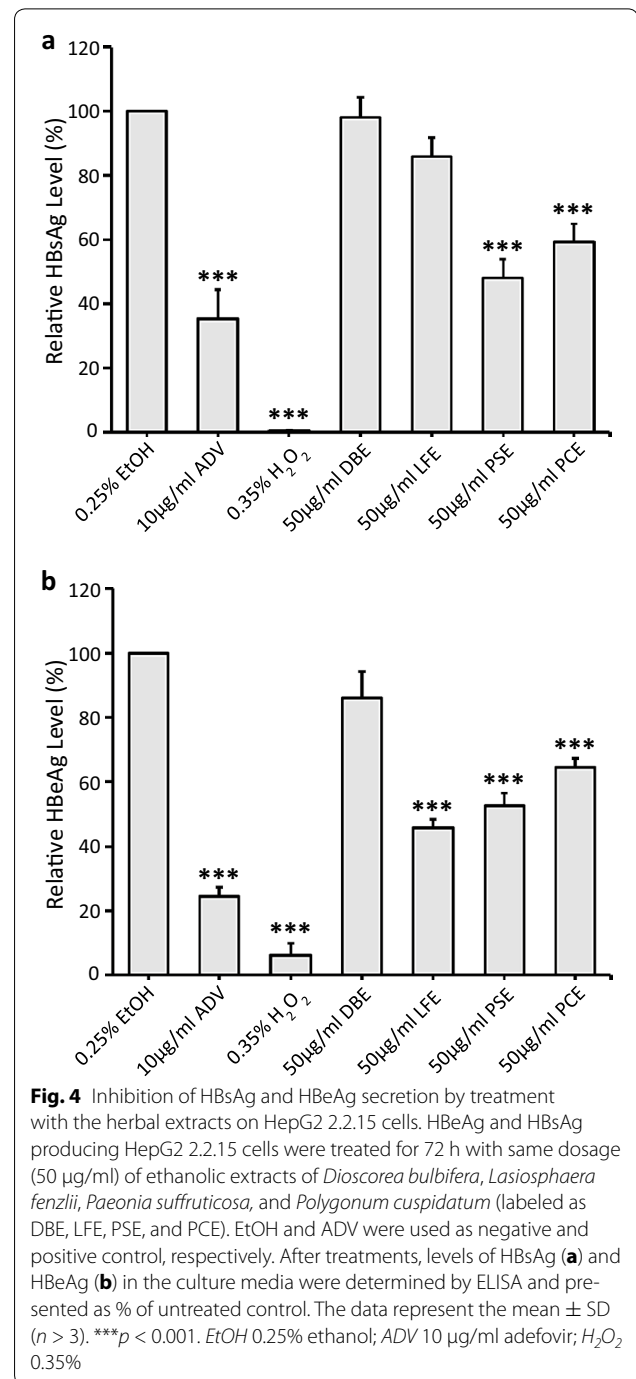 a
120
100
80
60
40
20
0
Relative HBsAg Level (%)
***
***
***
***
0.25% EtOH
10µg/ml ADV
0.35% H₂O₂
50µg/ml DBE
50µg/ml LFE
50µg/ml PSE
50µg/ml PCE
b
120
100
80
60
40
20
0
Relative HBeAg Level (%)
***
***
***
***
***
0.25% EtOH
10µg/ml ADV
0.35% H₂O₂
50µg/ml DBE
50µg/ml LFE
50µg/ml PSE
50µg/ml PCE
Fig. 4 Inhibition of HBsAg and HBeAg secretion by treatment
with the herbal extracts on HepG2 2.2.15 cells. HBeAg and HBsAg
producing HepG2 2.2.15 cells were treated for 72 h with same dosage
(50 μg/ml) of ethanolic extracts of Dioscorea bulbifera, Lasiosphaera
fenzlii, Paeonia suffruticosa, and Polygonum cuspidatum (labeled as
DBE, LFE, PSE, and PCE). EtOH and ADV were used as negative and
positive control, respectively. After treatments, levels of HBsAg (a) and
HBeAg (b) in the culture media were determined by ELISA and pre-
sented as % of untreated control. The data represent the mean ± SD
(n > 3). ***p < 0.001. EtOH 0.25% ethanol; ADV 10 μg/ml adefovir; H₂O₂
0.35%